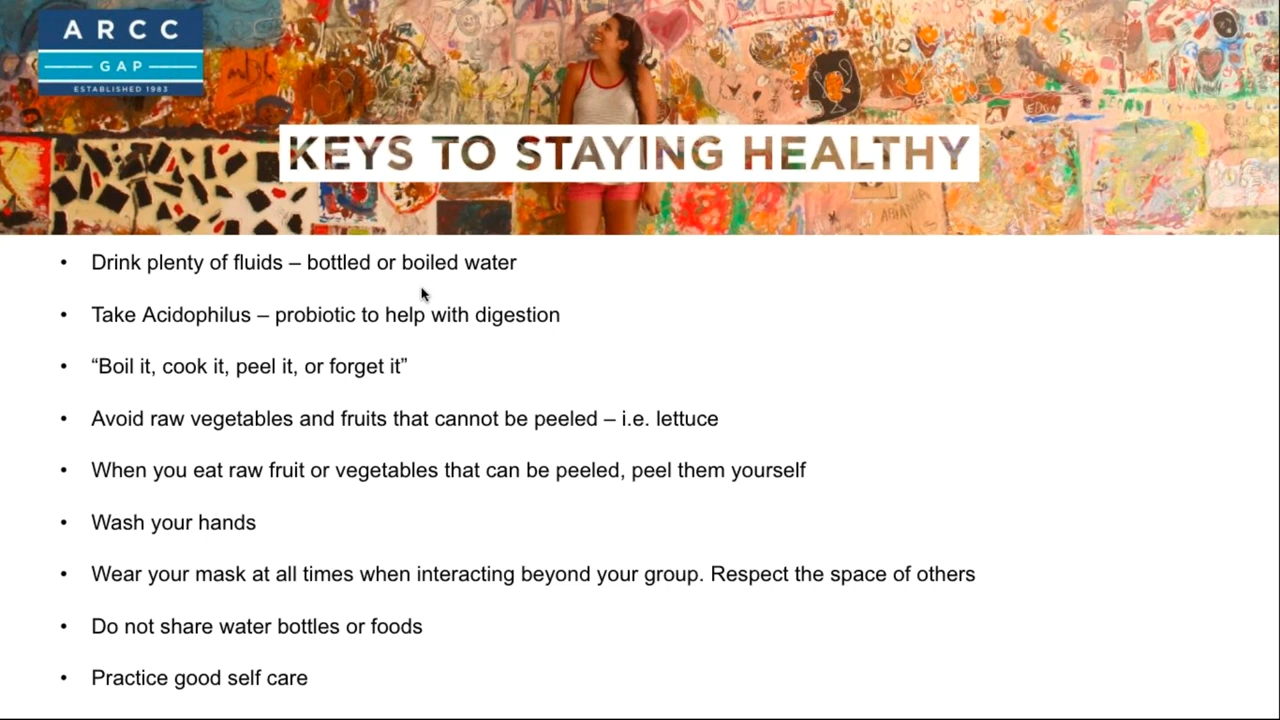 ARCC
GAP
ESTABLISHED 1983
KEYS TO STAYING HEALTHY
• Drink plenty of fluids – bottled or boiled water
• Take Acidophilus – probiotic to help with digestion
• “Boil it, cook it, peel it, or forget it”
• Avoid raw vegetables and fruits that cannot be peeled – i.e. lettuce
• When you eat raw fruit or vegetables that can be peeled, peel them yourself
• Wash your hands
• Wear your mask at all times when interacting beyond your group. Respect the space of others
• Do not share water bottles or foods
• Practice good self care